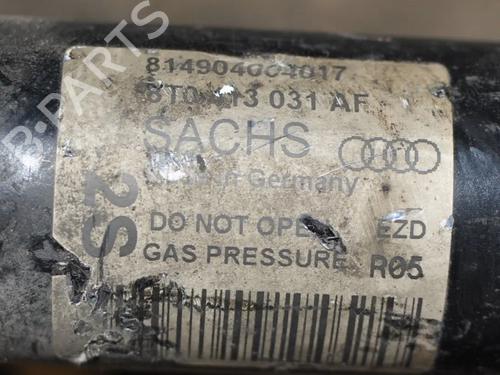 814904004017
8T0 413 031 AF
SACHS
Germany
DO NOT OPEN EZD
GAS PRESSURE R05
2S
B-PARTS